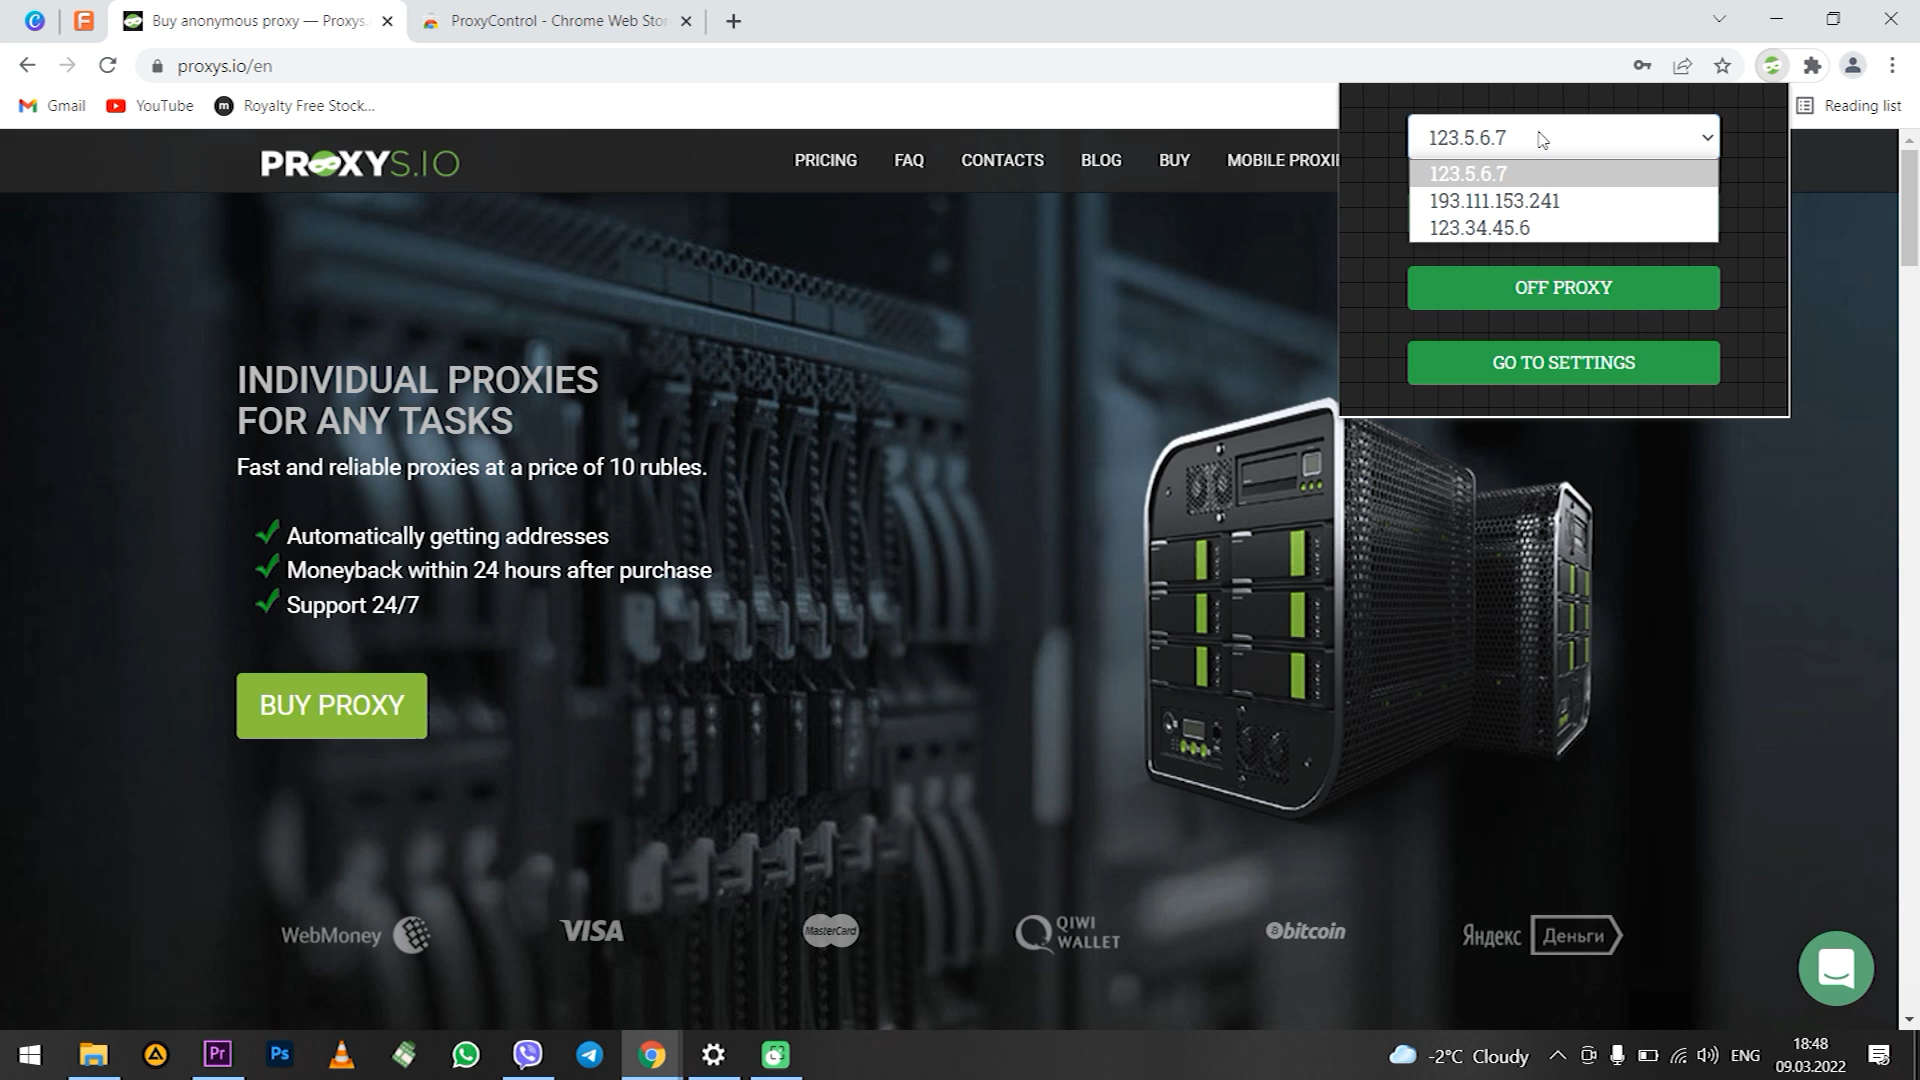 Buy anonymous proxy — Proxys.
ProxyControl - Chrome Web Stor
proxys.io/en
Gmail
YouTube
Royalty Free Stock...
Reading list
PROXYS.IO
PRICING
FAQ
CONTACTS
BLOG
BUY
MOBILE PROXIE
123.5.6.7
123.5.6.7
193.111.153.241
123.34.45.6
OFF PROXY
GO TO SETTINGS
INDIVIDUAL PROXIES
FOR ANY TASKS
Fast and reliable proxies at a price of 10 rubles.
Automatically getting addresses
Moneyback within 24 hours after purchase
Support 24/7
BUY PROXY
WebMoney
VISA
MasterCard
QIWI
WALLET
bitcoin
Яндекс Деньги
-2°C Cloudy
ENG
18:48
09.03.2022